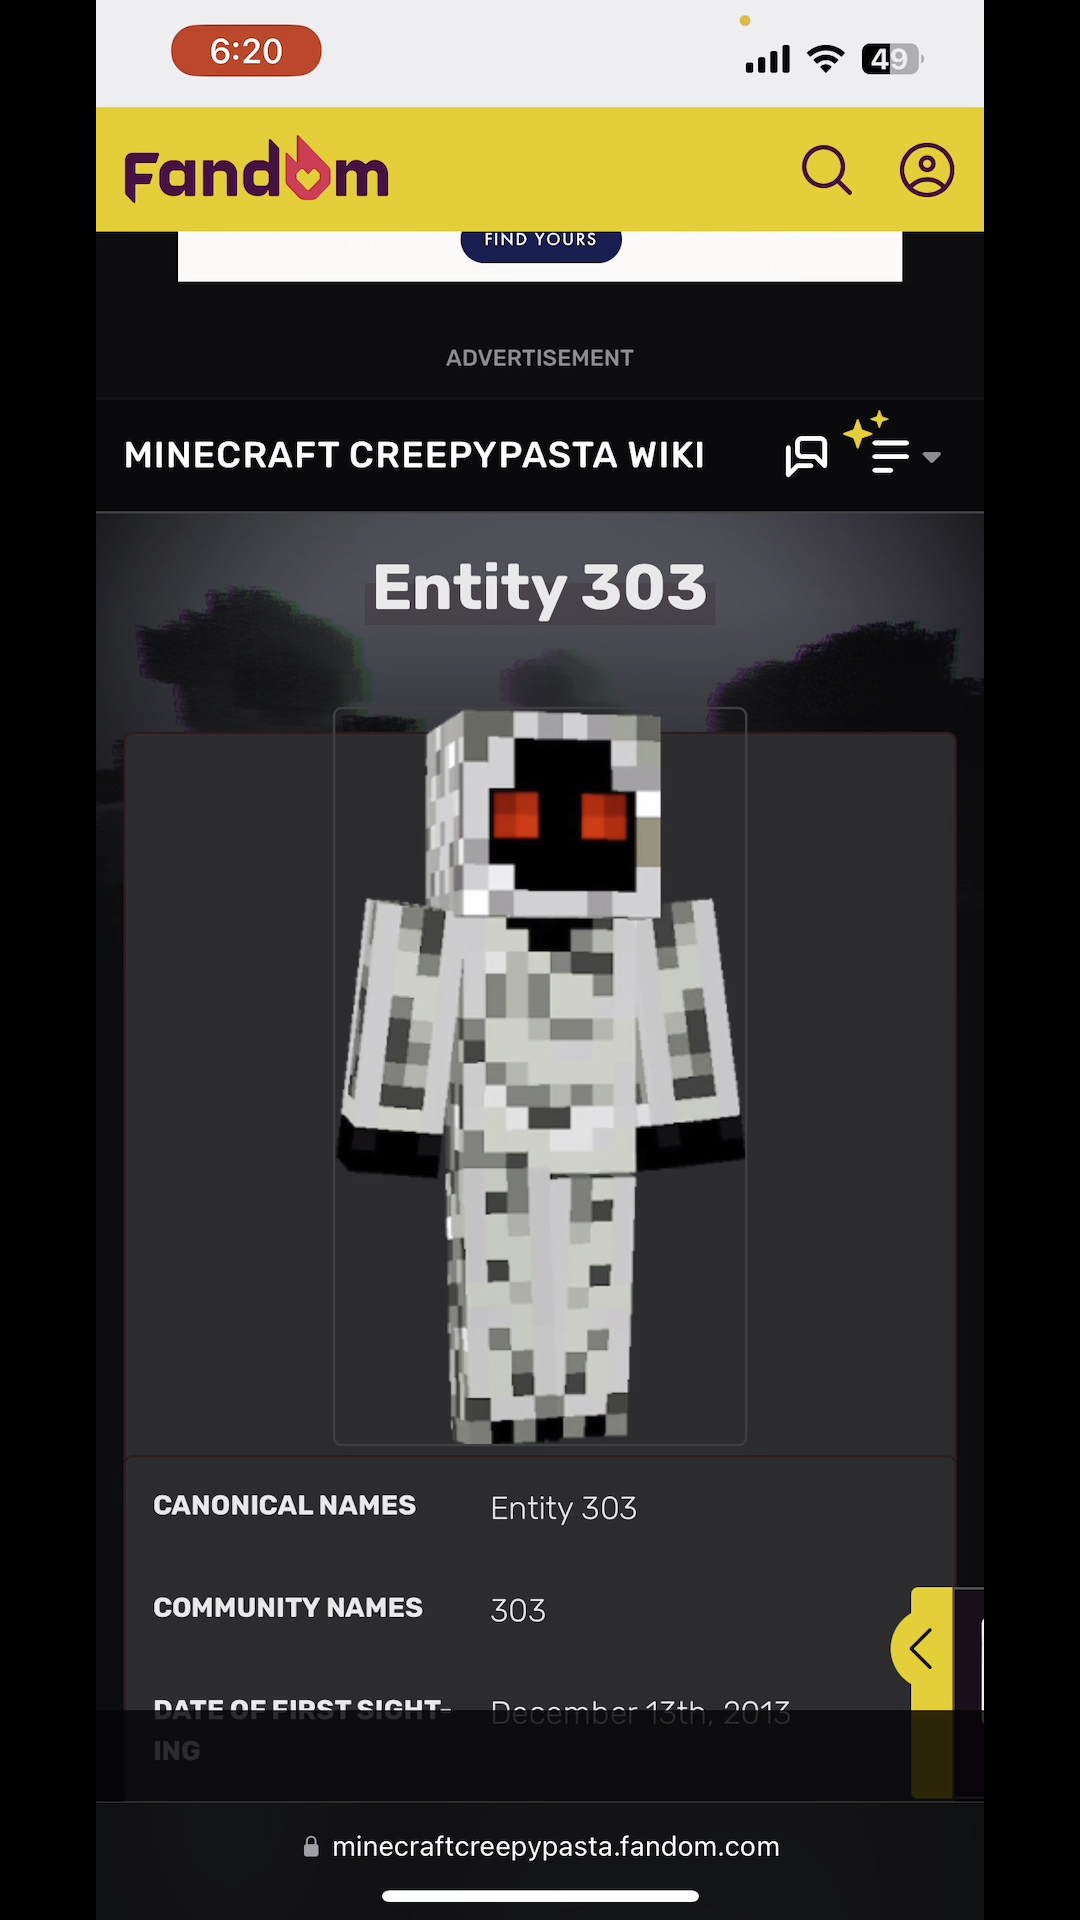 6:20
49
Fandom
FIND YOURS
ADVERTISEMENT
MINECRAFT CREEPYPASTA WIKI
Entity 303
CANONICAL NAMES Entity 303
COMMUNITY NAMES 303
DATE OF FIRST SIGHT- December 13th, 2013
ING
minecraftcreepypasta.fandom.com